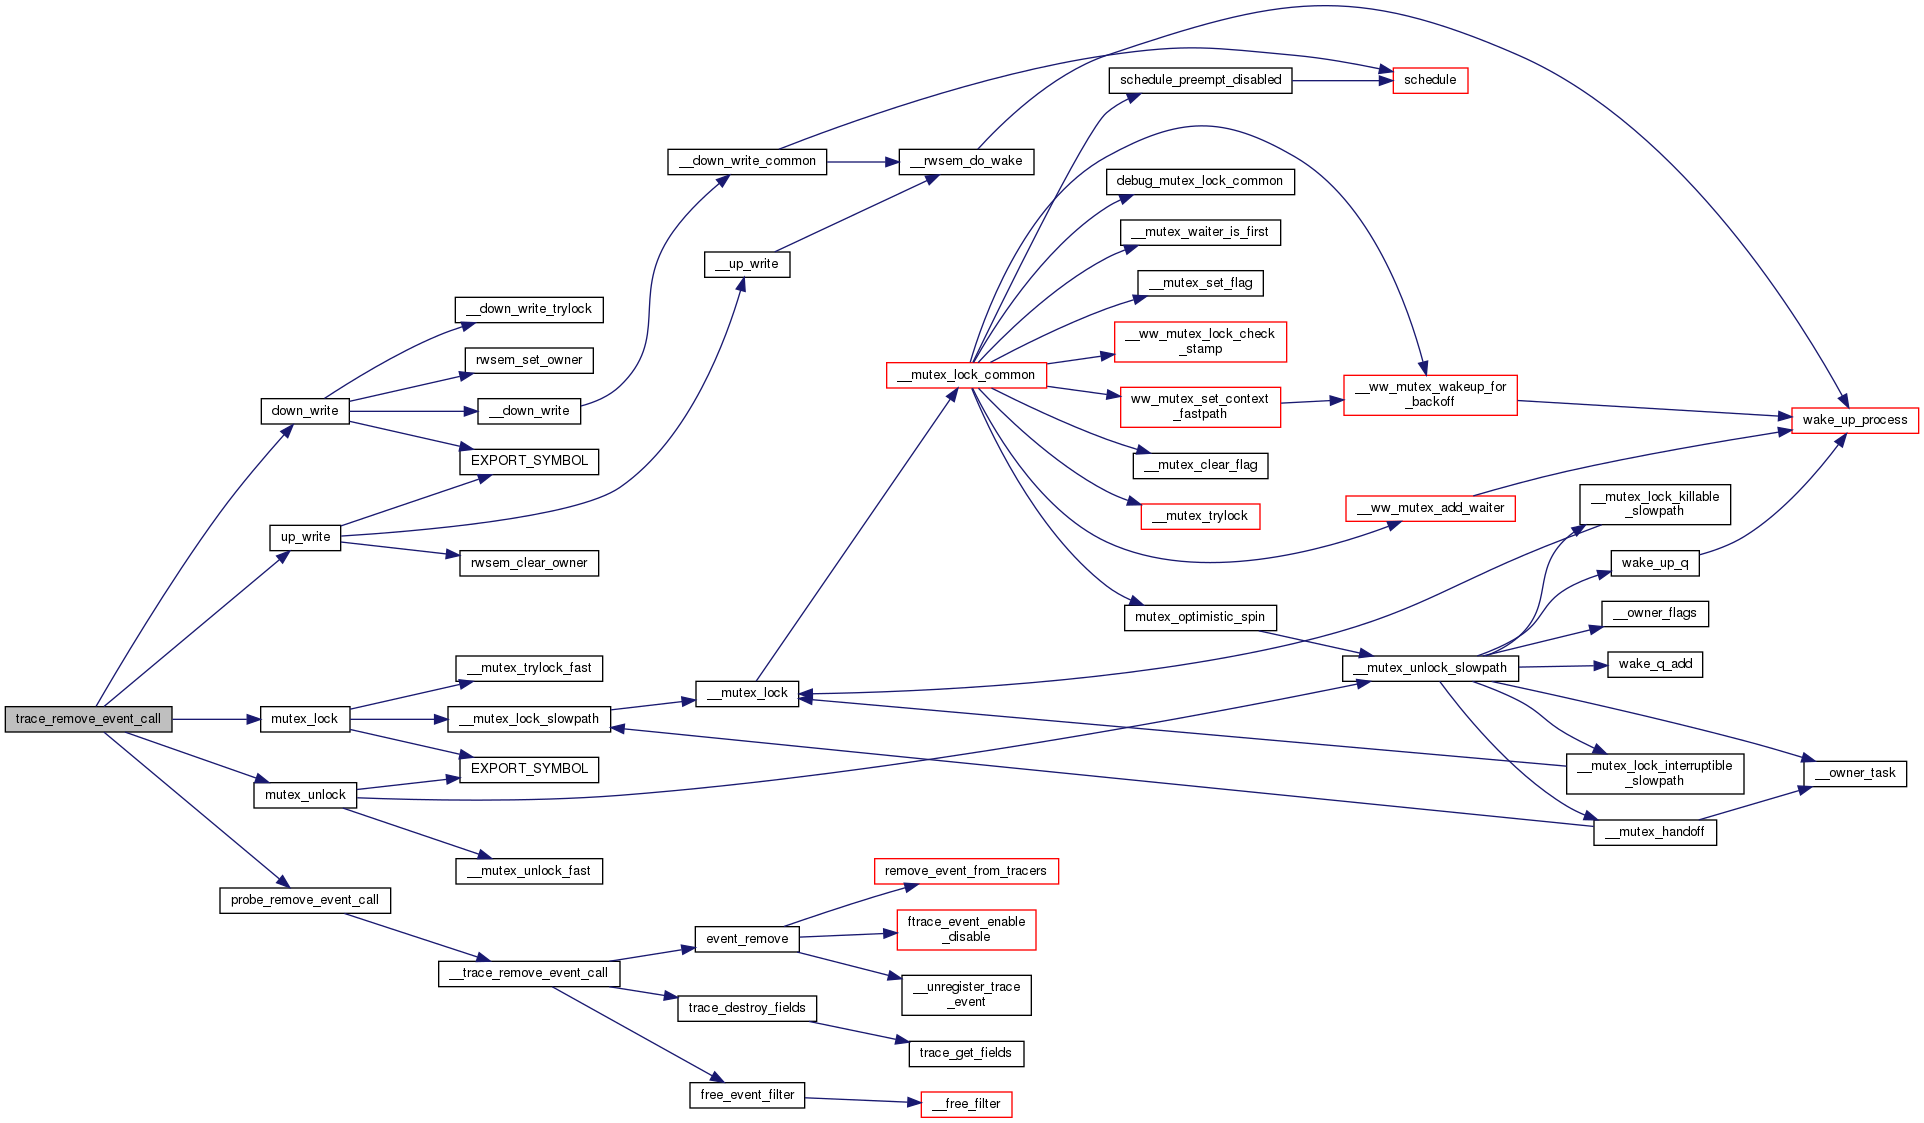 schedule_preempt_disabled
schedule
__down_write_common
__rwsem_do_wake
debug_mutex_lock_common
__mutex_waiter_is_first
__up_write
__mutex_set_flag
__down_write_trylock
__ww_mutex_lock_check
_stamp
rwsem_set_owner
__mutex_lock_common
down_write
__down_write
ww_mutex_set_context
_fastpath
__ww_mutex_wakeup_for
_backoff
wake_up_process
EXPORT_SYMBOL
__mutex_clear_flag
__mutex_lock_killable
_slowpath
__ww_mutex_add_waiter
__mutex_trylock
up_write
rwsem_clear_owner
wake_up_q
mutex_optimistic_spin
__owner_flags
__mutex_trylock_fast
__mutex_unlock_slowpath
wake_q_add
__mutex_lock
trace_remove_event_call
mutex_lock
__mutex_lock_slowpath
EXPORT_SYMBOL
__mutex_lock_interruptible
_slowpath
__owner_task
mutex_unlock
__mutex_handoff
__mutex_unlock_fast
remove_event_from_tracers
probe_remove_event_call
ftrace_event_enable
_disable
event_remove
__trace_remove_event_call
__unregister_trace
_event
trace_destroy_fields
trace_get_fields
free_event_filter
__free_filter